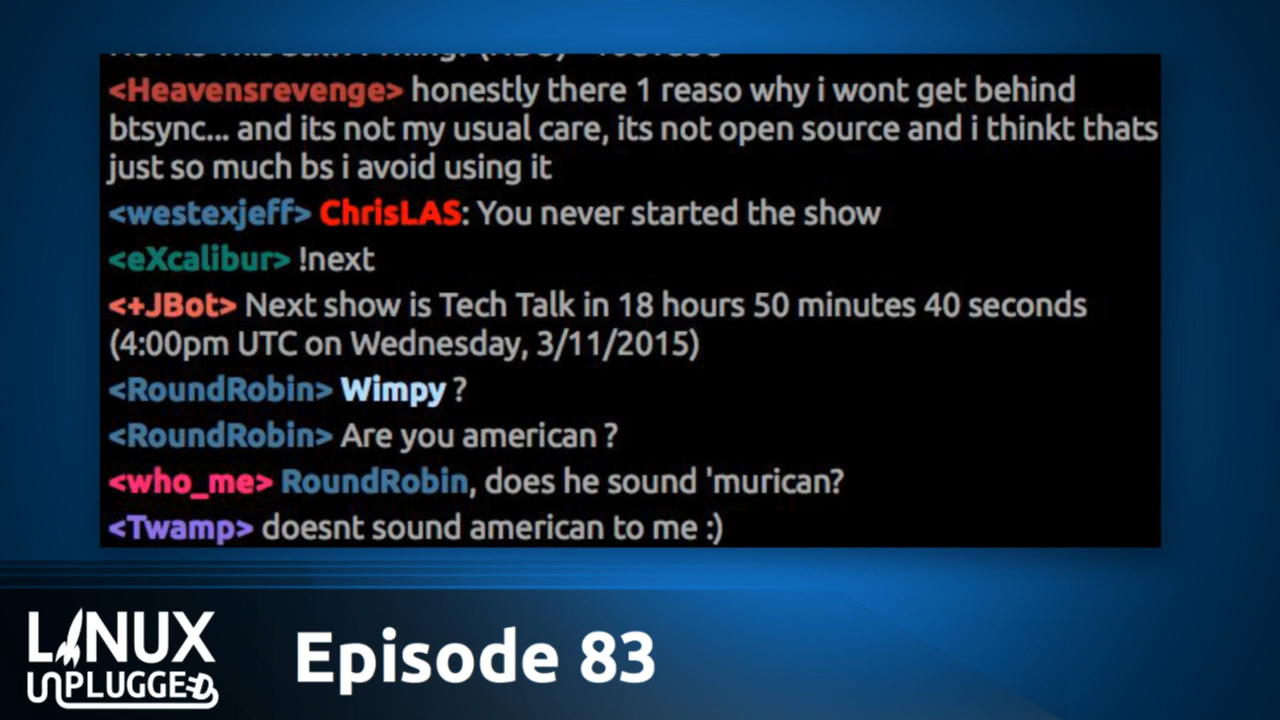 <Heavensrevenge> honestly there 1 reaso why i wont get behind
btsync... and its not my usual care, its not open source and i thinkt thats
just so much bs i avoid using it
<westexjeff> ChrisLAS: You never started the show
<eXcalibur> !next
<+JBot> Next show is Tech Talk in 18 hours 50 minutes 40 seconds
(4:00pm UTC on Wednesday, 3/11/2015)
<RoundRobin> Wimpy ?
<RoundRobin> Are you american ?
<who_me> RoundRobin, does he sound 'murican?
<Twamp> doesnt sound american to me :)
LINUX
UNPLUGGED
Episode 83